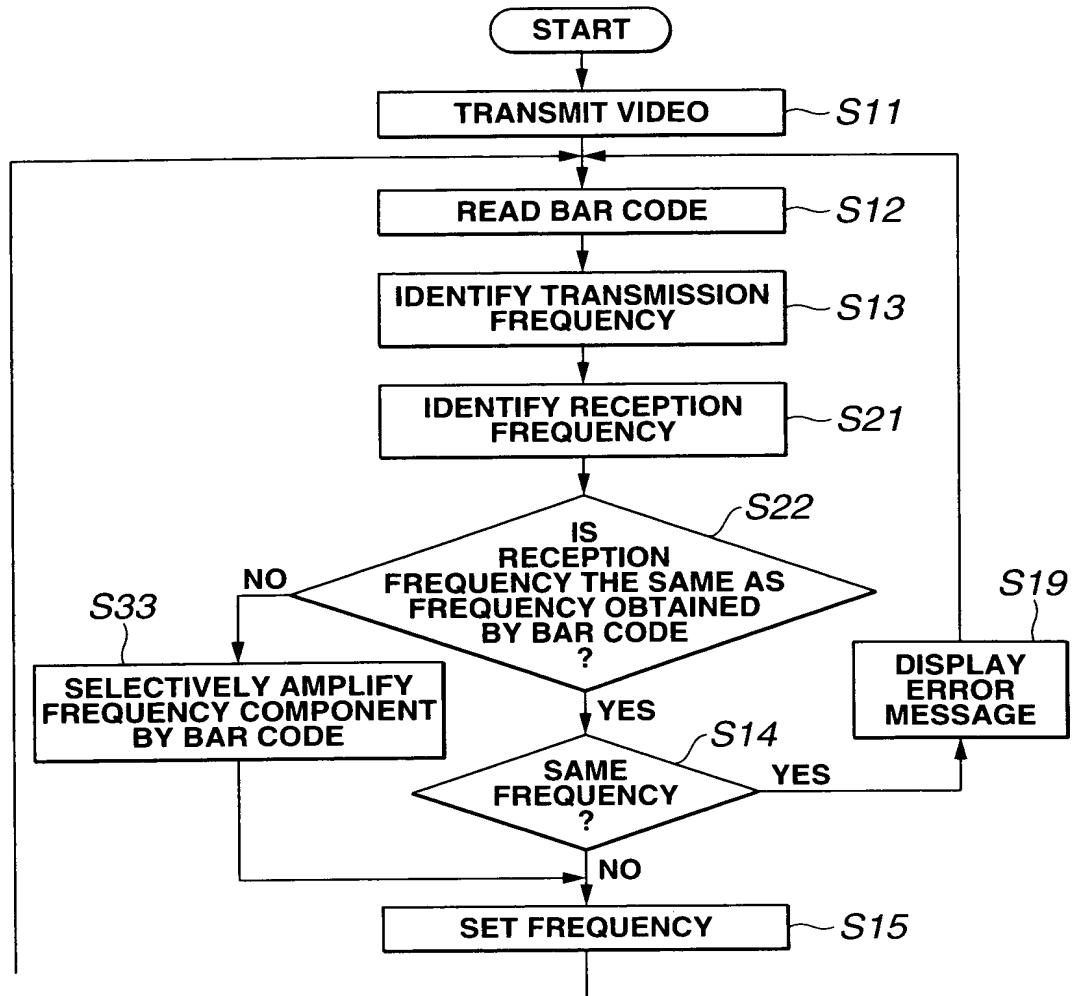 START
TRANSMIT VIDEO
S11
READ BAR CODE
S12
IDENTIFY TRANSMISSION
FREQUENCY
S13
IDENTIFY RECEPTION
FREQUENCY
S21
S22
IS
RECEPTION
FREQUENCY THE SAME AS
FREQUENCY OBTAINED
BY BAR CODE
?
NO
YES
S33
SELECTIVELY AMPLIFY
FREQUENCY COMPONENT
BY BAR CODE
S19
DISPLAY
ERROR
MESSAGE
S14
SAME
FREQUENCY
?
YES
NO
SET FREQUENCY
S15